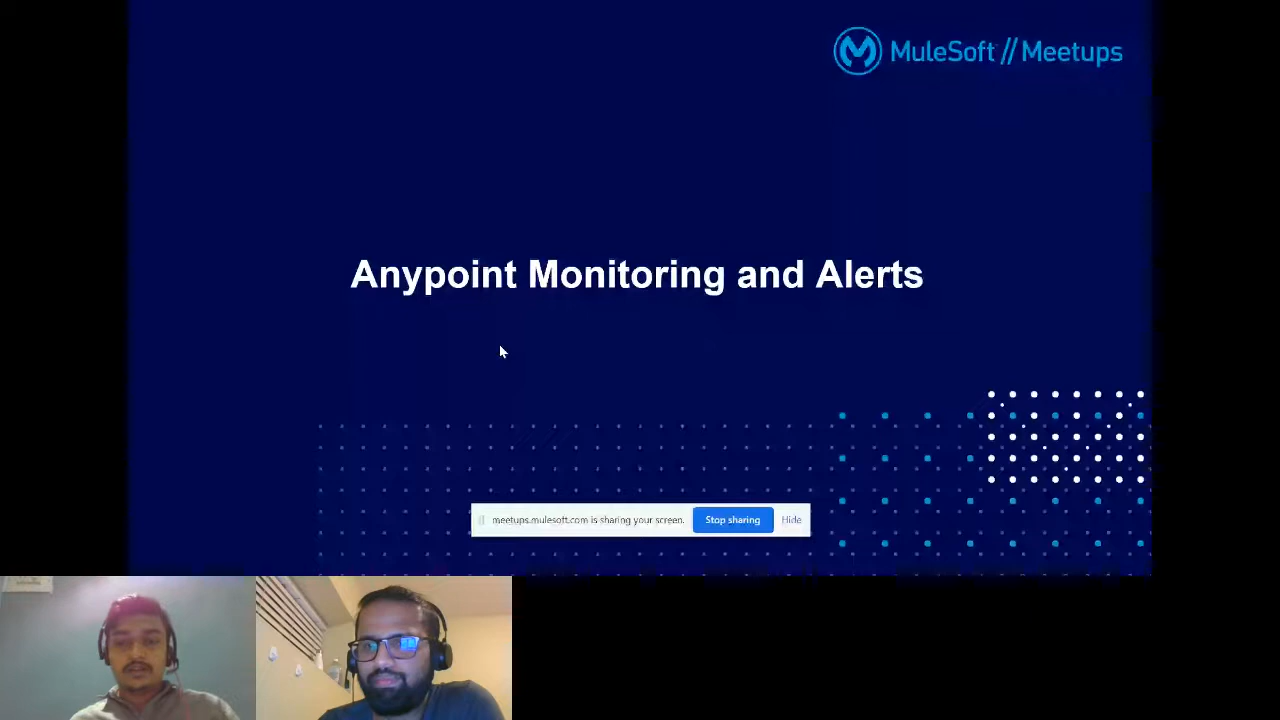 MuleSoft // Meetups
Anypoint Monitoring and Alerts
meetups.mulesoft.com is sharing your screen. Stop sharing Hide